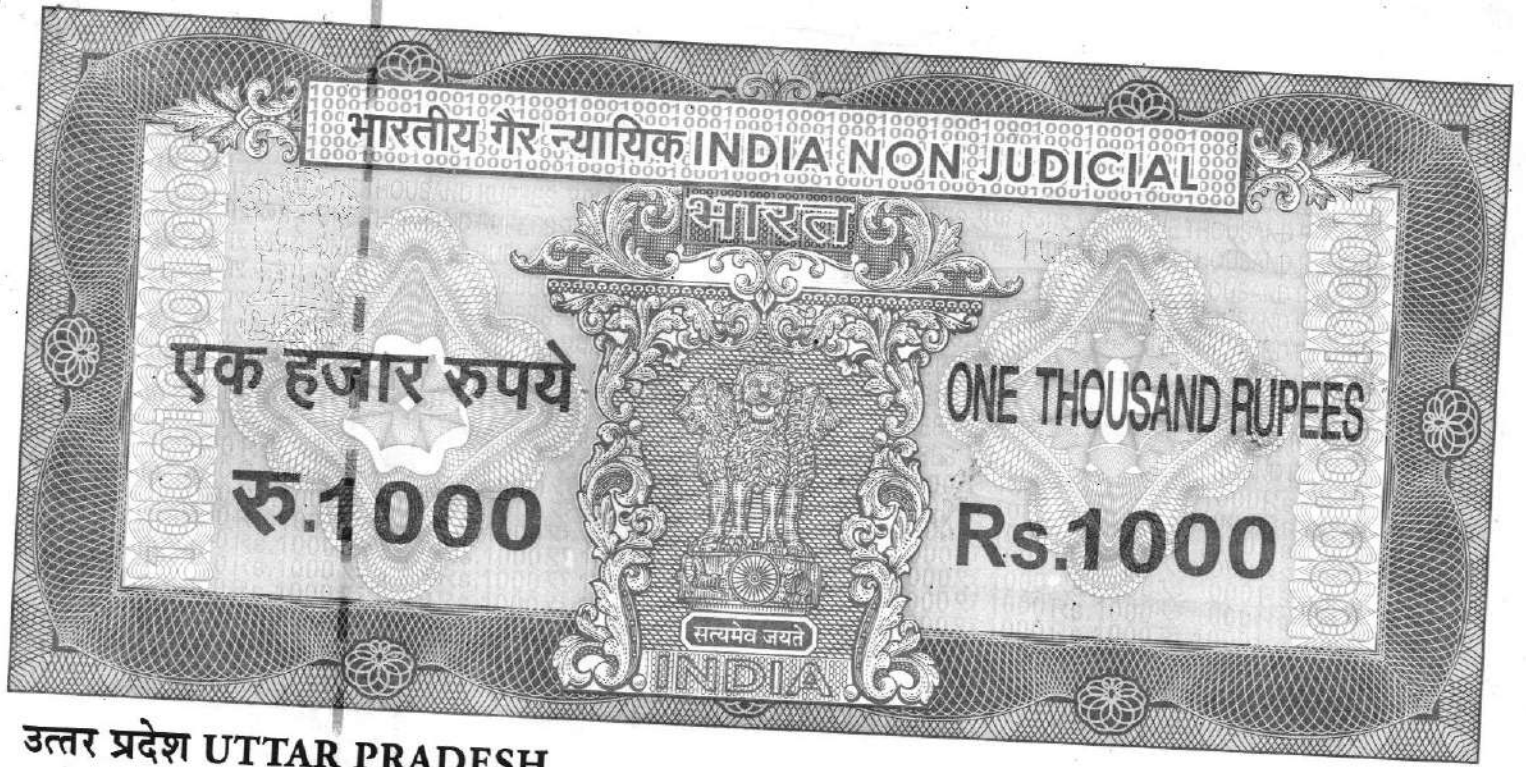 भारतीय गैर न्यायिक INDIA NON JUDICIAL
भारत
एक हजार रुपये
ONE THOUSAND RUPEES
रु.1000
Rs.1000
सत्यमेव जयते
INDIA
उत्तर प्रदेश UTTAR PRADESH